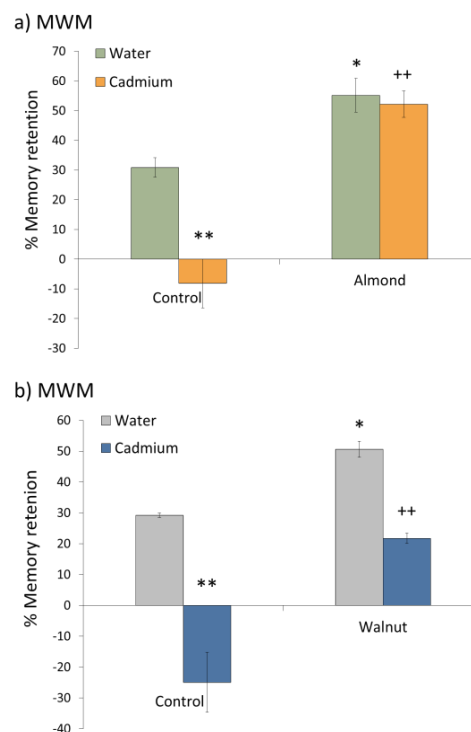 a) MWM
Water
Cadmium
% Memory retention
70
60
50
40
30
20
10
0
-10
-20
-30
**
*
++
Control
Almond
b) MWM
Water
Cadmium
% Memory retenion
60
50
40
30
20
10
0
-10
-20
-30
-40
**
*
++
Control
Walnut